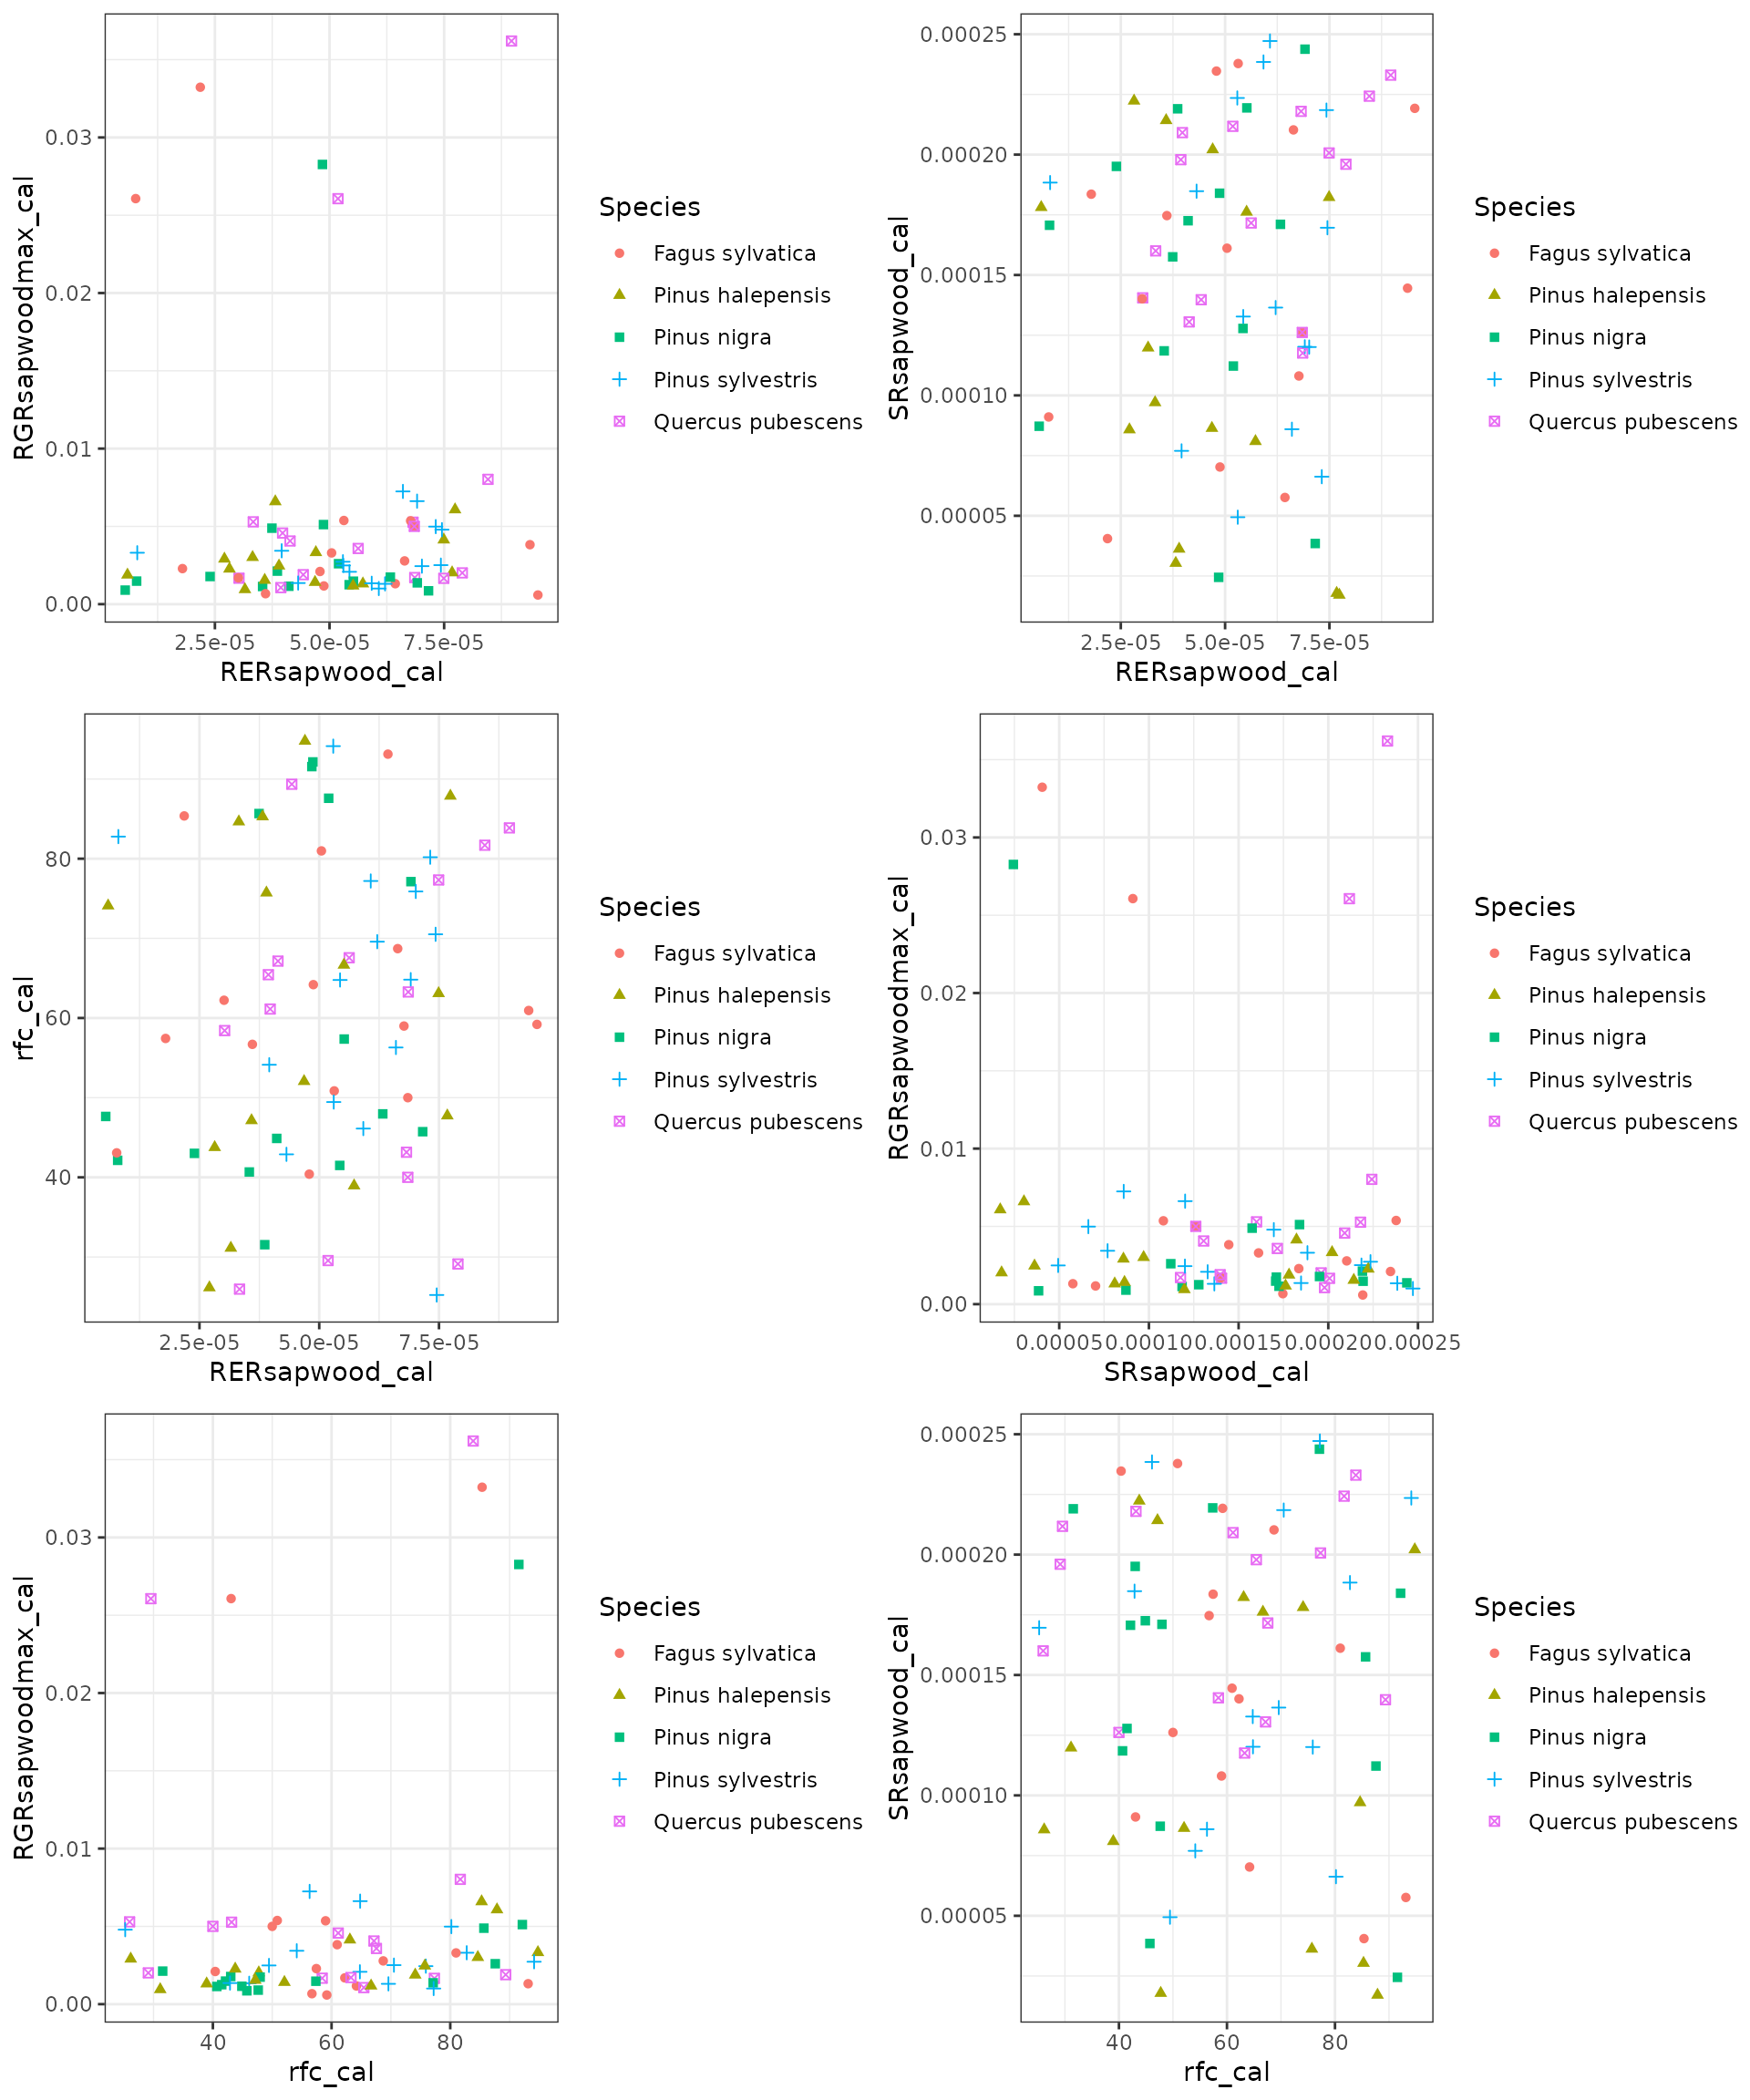 RGRsapwoodmax_cal
0.03
0.02
0.01
0.00
2.5e-05 5.0e-05 7.5e-05
RERsapwood_cal
Species
Fagus sylvatica
Pinus halepensis
Pinus nigra
Pinus sylvestris
Quercus pubescens
SRsapwood_cal
0.00025
0.00020
0.00015
0.00010
0.00005
2.5e-05 5.0e-05 7.5e-05
RERsapwood_cal
Species
Fagus sylvatica
Pinus halepensis
Pinus nigra
Pinus sylvestris
Quercus pubescens
rfc_cal
80
60
40
2.5e-05 5.0e-05 7.5e-05
RERsapwood_cal
Species
Fagus sylvatica
Pinus halepensis
Pinus nigra
Pinus sylvestris
Quercus pubescens
RGRsapwoodmax_cal
0.03
0.02
0.01
0.00
0.00005 0.00010 0.00015 0.00020 0.00025
SRsapwood_cal
Species
Fagus sylvatica
Pinus halepensis
Pinus nigra
Pinus sylvestris
Quercus pubescens
RGRsapwoodmax_cal
0.03
0.02
0.01
0.00
40 60 80
rfc_cal
Species
Fagus sylvatica
Pinus halepensis
Pinus nigra
Pinus sylvestris
Quercus pubescens
SRsapwood_cal
0.00025
0.00020
0.00015
0.00010
0.00005
40 60 80
rfc_cal
Species
Fagus sylvatica
Pinus halepensis
Pinus nigra
Pinus sylvestris
Quercus pubescens